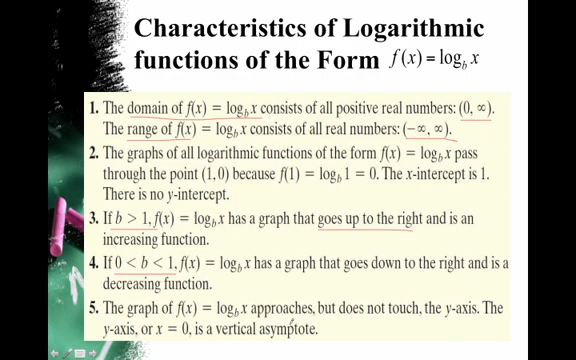 Characteristics of Logarithmic
functions of the Form f(x) = log_b x
1. The domain of f(x) = log_b x consists of all positive real numbers: (0, ∞).
The range of f(x) = log_b x consists of all real numbers: (−∞, ∞).
2. The graphs of all logarithmic functions of the form f(x) = log_b x pass
through the point (1, 0) because f(1) = log_b 1 = 0. The x-intercept is 1.
There is no y-intercept.
3. If b > 1, f(x) = log_b x has a graph that goes up to the right and is an
increasing function.
4. If 0 < b < 1, f(x) = log_b x has a graph that goes down to the right and is a
decreasing function.
5. The graph of f(x) = log_b x approaches, but does not touch, the y-axis. The
y-axis, or x = 0, is a vertical asymptote.